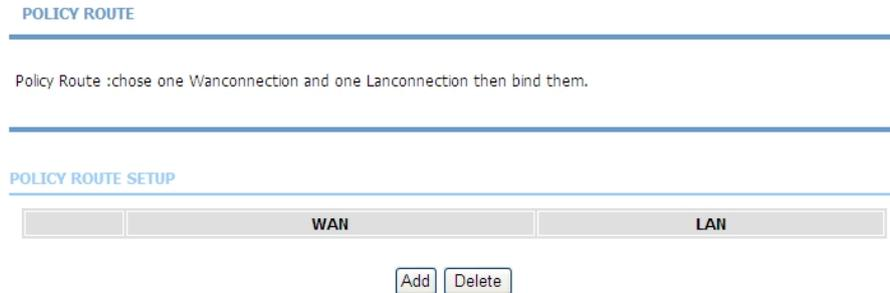 POLICY ROUTE
Policy Route :chose one Wanconnection and one Lanconnection then bind them.
POLICY ROUTE SETUP
WAN LAN
Add Delete